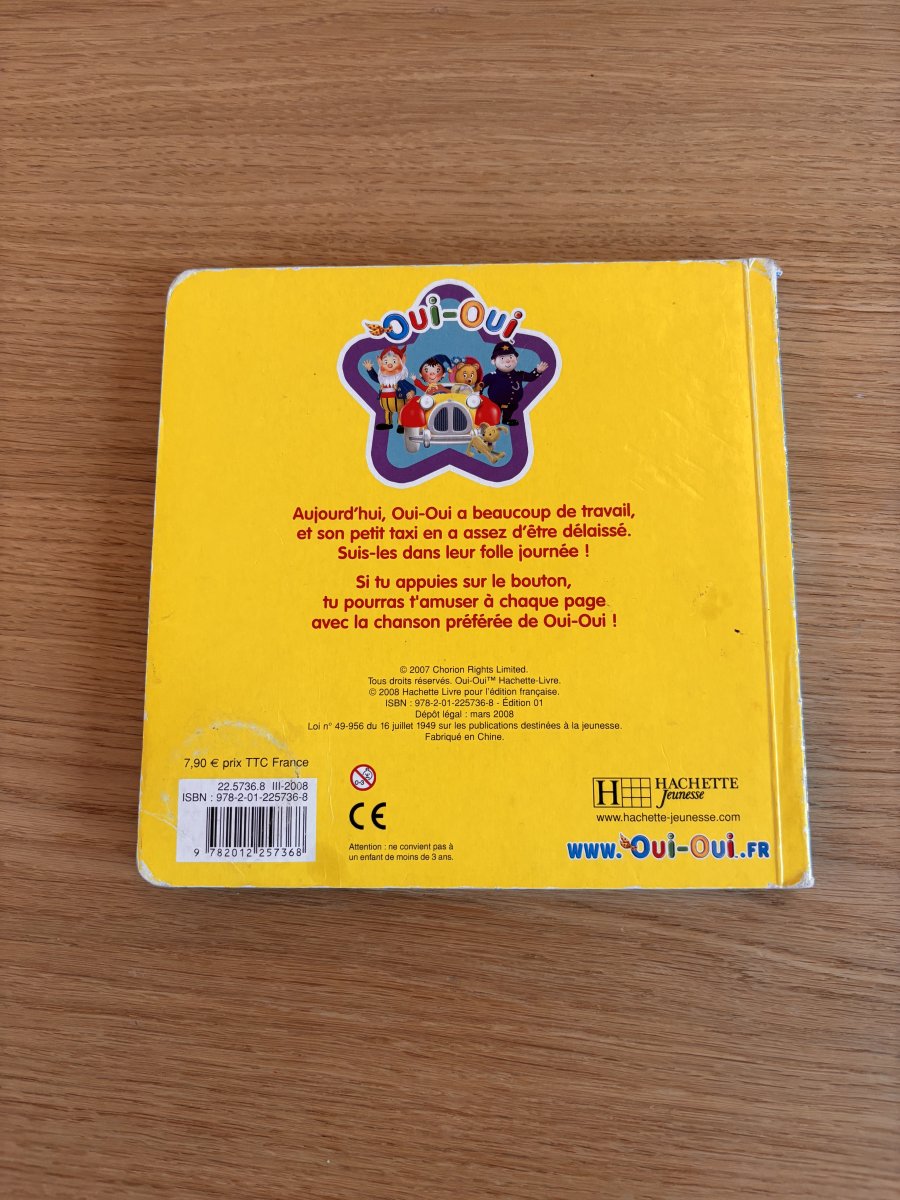 Oui-Oui
Aujourd'hui, Oui-Oui a beaucoup de travail,
et son petit taxi en a assez d'être délaissé.
Suis-les dans leur folle journée !
Si tu appuies sur le bouton,
tu pourras t'amuser à chaque page
avec la chanson préférée de Oui-Oui !
© 2007 Chorion Rights Limited.
Tous droits réservés. Oui-Oui™ Hachette-Livre.
© 2008 Hachette Livre pour l'édition française.
ISBN : 978-2-01-225736-8 - Édition 01
Dépôt légal : mars 2008
Loi n° 49-956 du 16 juillet 1949 sur les publications destinées à la jeunesse.
Fabriqué en Chine.
7,90 € prix TTC France
22.5736.8 III-2008
ISBN : 978-2-01-225736-8
9 782012 257368
0-3
CE
Attention : ne convient pas à
un enfant de moins de 3 ans.
H HACHETTE
Jeunesse
www.hachette-jeunesse.com
www.Oui-Oui.FR